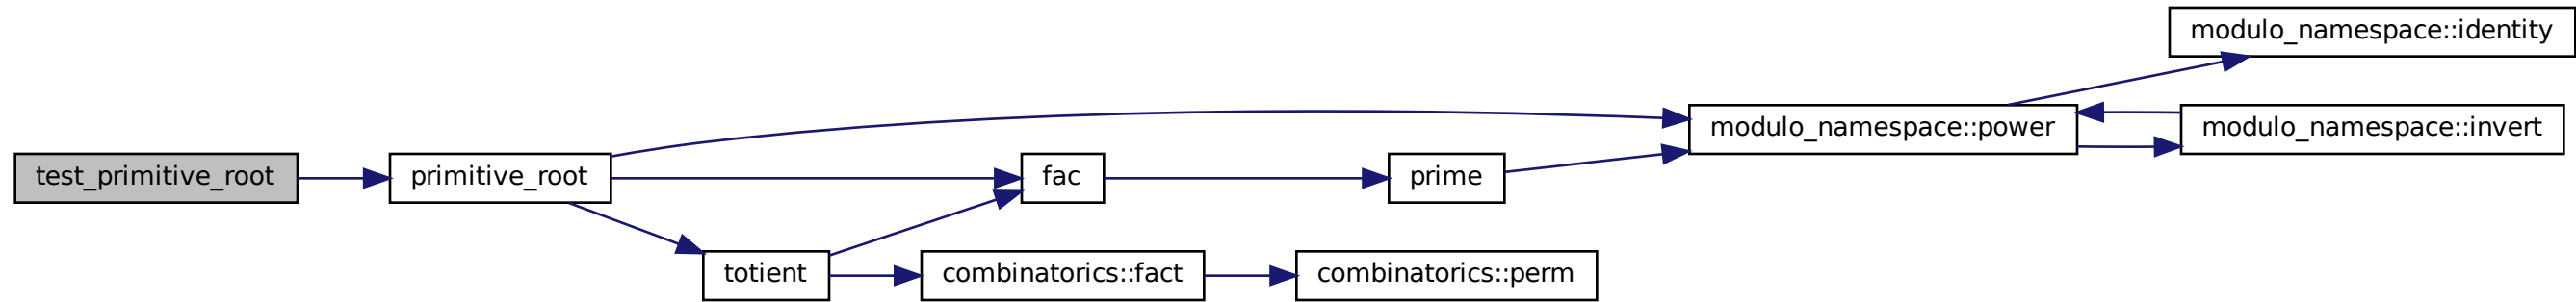 modulo_namespace::identity
modulo_namespace::power
modulo_namespace::invert
test_primitive_root
primitive_root
fac
prime
totient
combinatorics::fact
combinatorics::perm